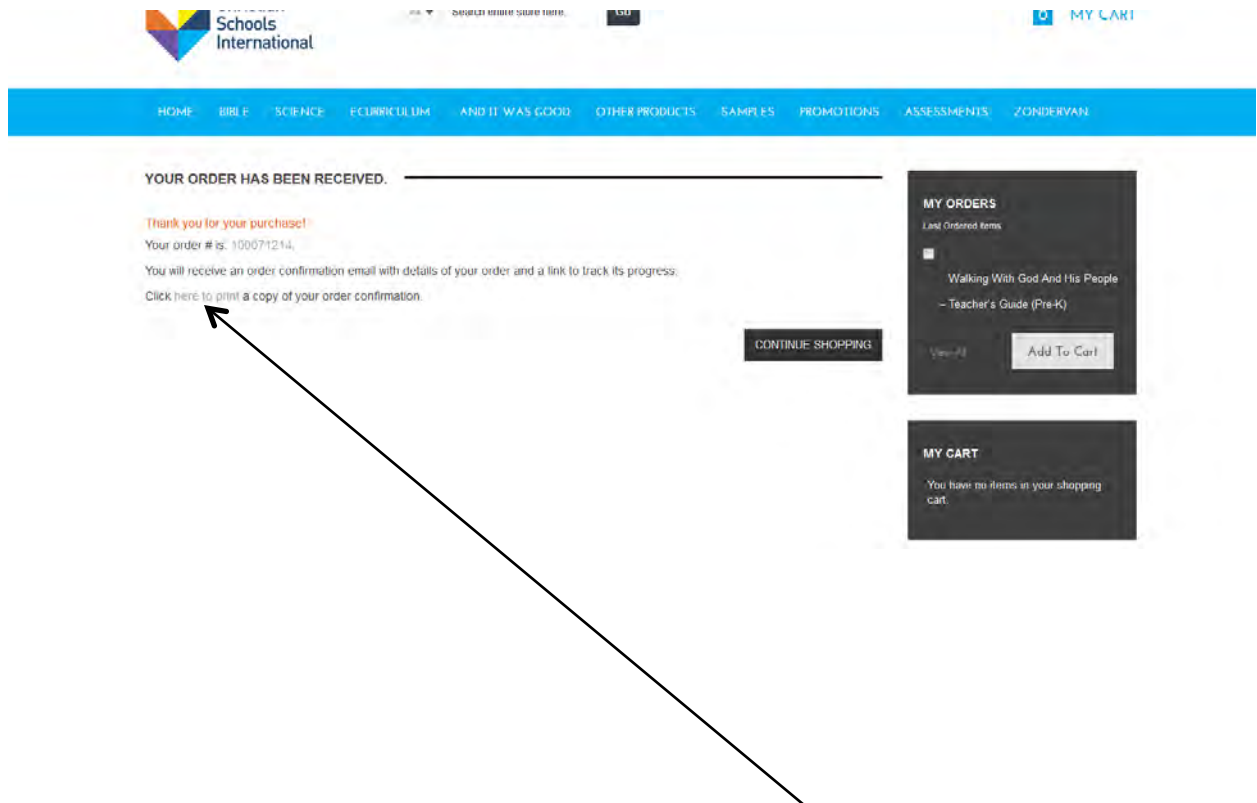 Schools
International
Search entire store here.
GO
0 MY CART
HOME BIBLE SCIENCE ECURRICULUM AND IT WAS GOOD OTHER PRODUCTS SAMPLES PROMOTIONS ASSESSMENTS ZONDERVAN
YOUR ORDER HAS BEEN RECEIVED.
Thank you for your purchase!
Your order # is: 100071214.
You will receive an order confirmation email with details of your order and a link to track its progress.
Click here to print a copy of your order confirmation.
CONTINUE SHOPPING
MY ORDERS
Last Ordered Items
Walking With God And His People
– Teacher's Guide (Pre-K)
View All
Add To Cart
MY CART
You have no items in your shopping
cart.